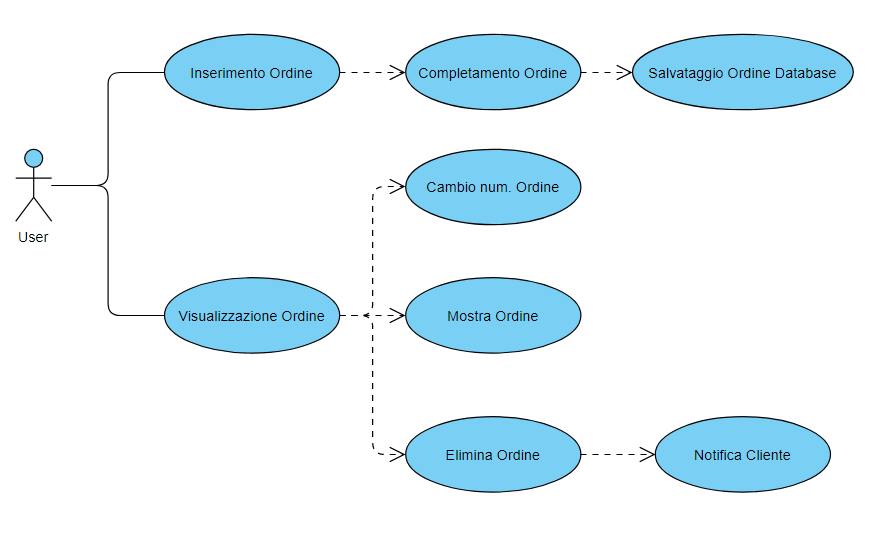 Inserimento Ordine
Completamento Ordine
Salvataggio Ordine Database
User
Cambio num. Ordine
Visualizzazione Ordine
Mostra Ordine
Elimina Ordine
Notifica Cliente